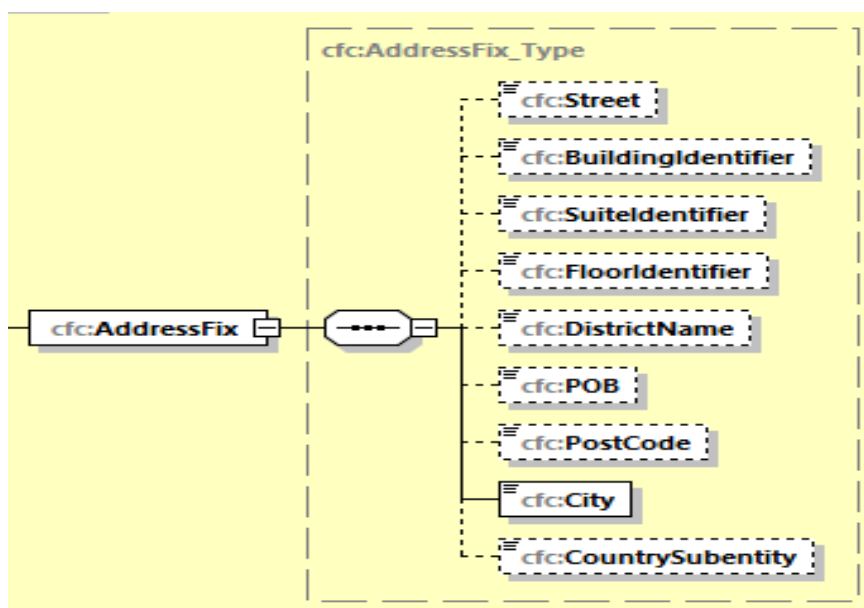 cfc:AddressFix_Type
cfc:Street
cfc:BuildingIdentifier
cfc:SuiteIdentifier
cfc:FloorIdentifier
cfc:AddressFix
cfc:DistrictName
cfc:POB
cfc:PostCode
cfc:City
cfc:CountrySubentity